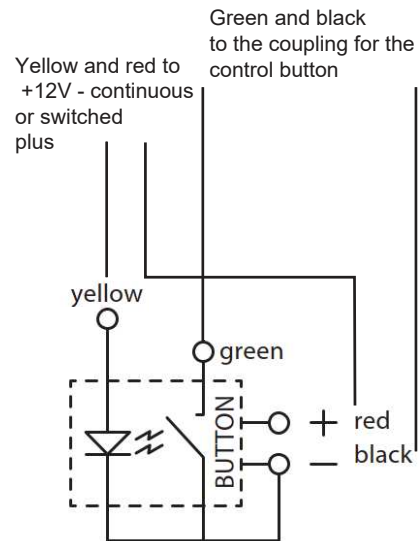 Green and black
to the coupling for the
control button
Yellow and red to
+12V - continuous
or switched
plus
yellow
green
BUTTON
+ red
− black